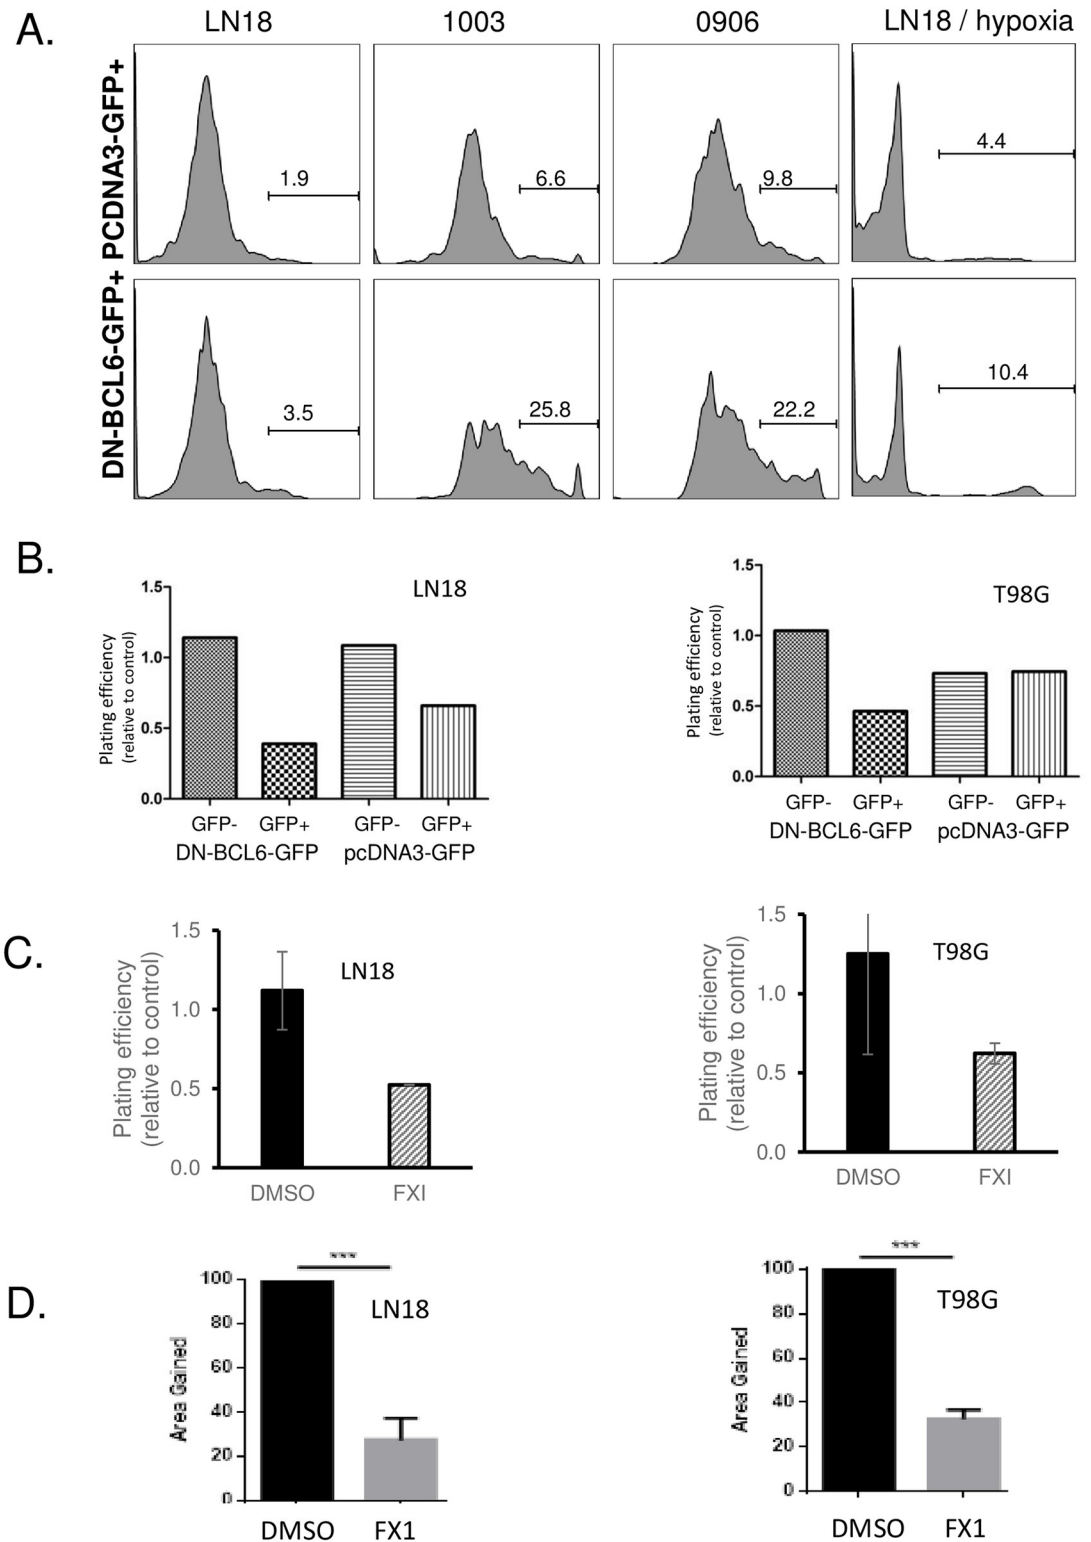 A.
LN18 1003 0906 LN18 / hypoxia
PCDNA3-GFP+
1.9 6.6 9.8 4.4
DN-BCL6-GFP+
3.5 25.8 22.2 10.4
B.
LN18
Plating efficiency
(relative to control)
1.5
1.0
0.5
0.0
GFP- GFP+ GFP- GFP+
DN-BCL6-GFP pcDNA3-GFP
T98G
Plating efficiency
(relative to control)
1.5
1.0
0.5
0.0
GFP- GFP+ GFP- GFP+
DN-BCL6-GFP pcDNA3-GFP
C.
LN18
Plating efficiency
(relative to control)
1.5
1.0
0.5
0.0
DMSO FXI
T98G
Plating efficiency
(relative to control)
1.5
1.0
0.5
0.0
DMSO FXI
D.
***
LN18
Area Gained
100
80
60
40
20
0
DMSO FX1
***
T98G
Area Gained
100
80
60
40
20
0
DMSO FX1